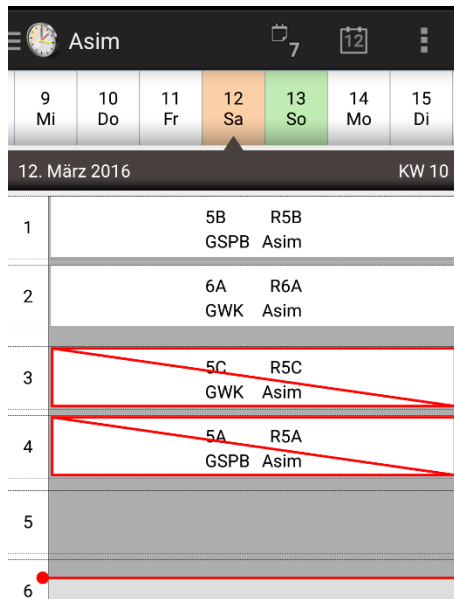 Asim
7
12
9 10 11 12 13 14 15
Mi Do Fr Sa So Mo Di
12. März 2016 KW 10
1
5B R5B
GSPB Asim
2
6A R6A
GWK Asim
3
5C R5C
GWK Asim
4
5A R5A
GSPB Asim
5
6